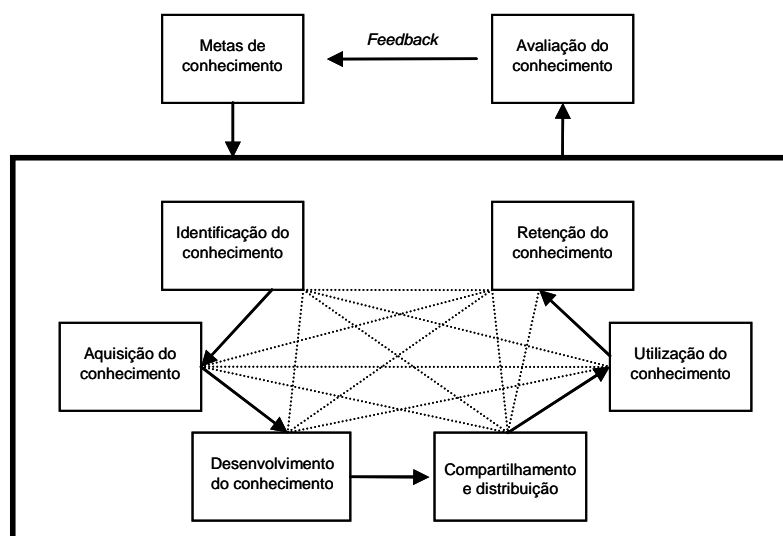 Metas de
conhecimento
Feedback
Avaliação do
conhecimento
Identificação do
conhecimento
Retenção do
conhecimento
Aquisição do
conhecimento
Utilização do
conhecimento
Desenvolvimento
do conhecimento
Compartilhamento
e distribuição